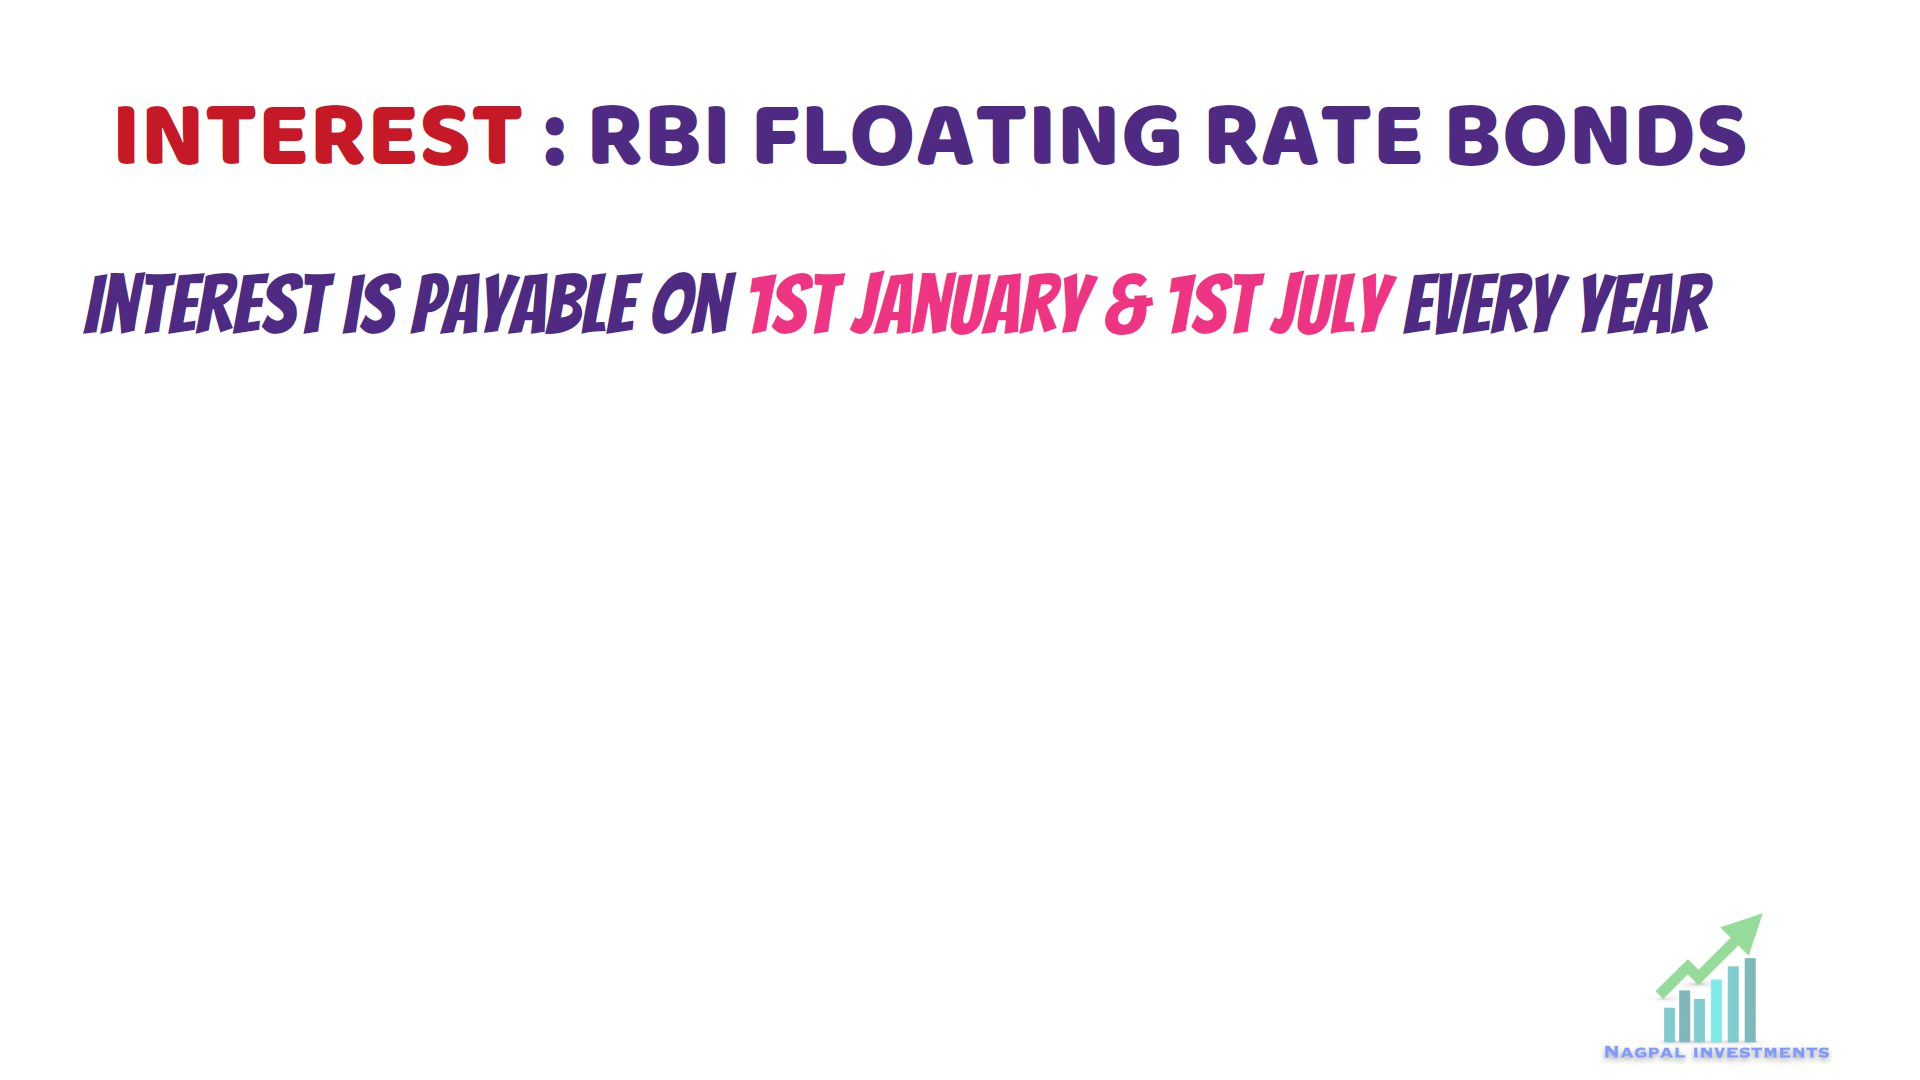 INTEREST : RBI FLOATING RATE BONDS
INTEREST IS PAYABLE ON 1ST JANUARY & 1ST JULY EVERY YEAR
NAGPAL INVESTMENTS